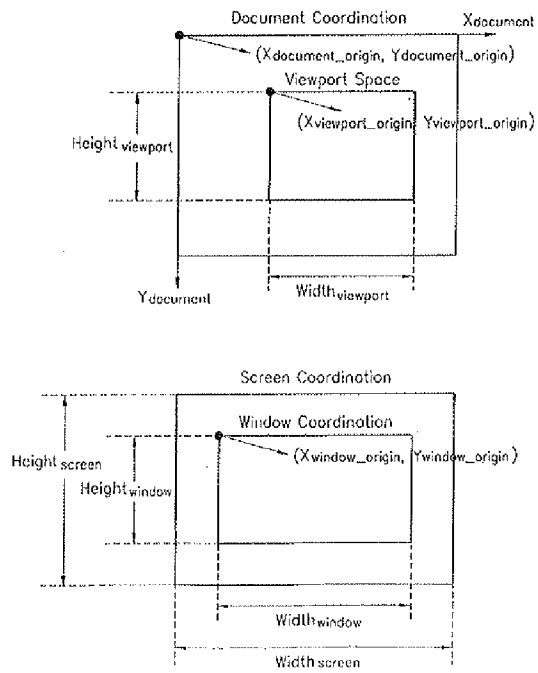 Document Coordination
Xdocument
(Xdocument_origin, Ydocument_origin)
Viewport Space
(Xviewport_origin, Yviewport_origin)
Heightviewport
Widthviewport
Ydocument
Screen Coordination
Window Coordination
(Xwindow_origin, Ywindow_origin)
Heightscreen
Heightwindow
Widthwindow
Widthscreen